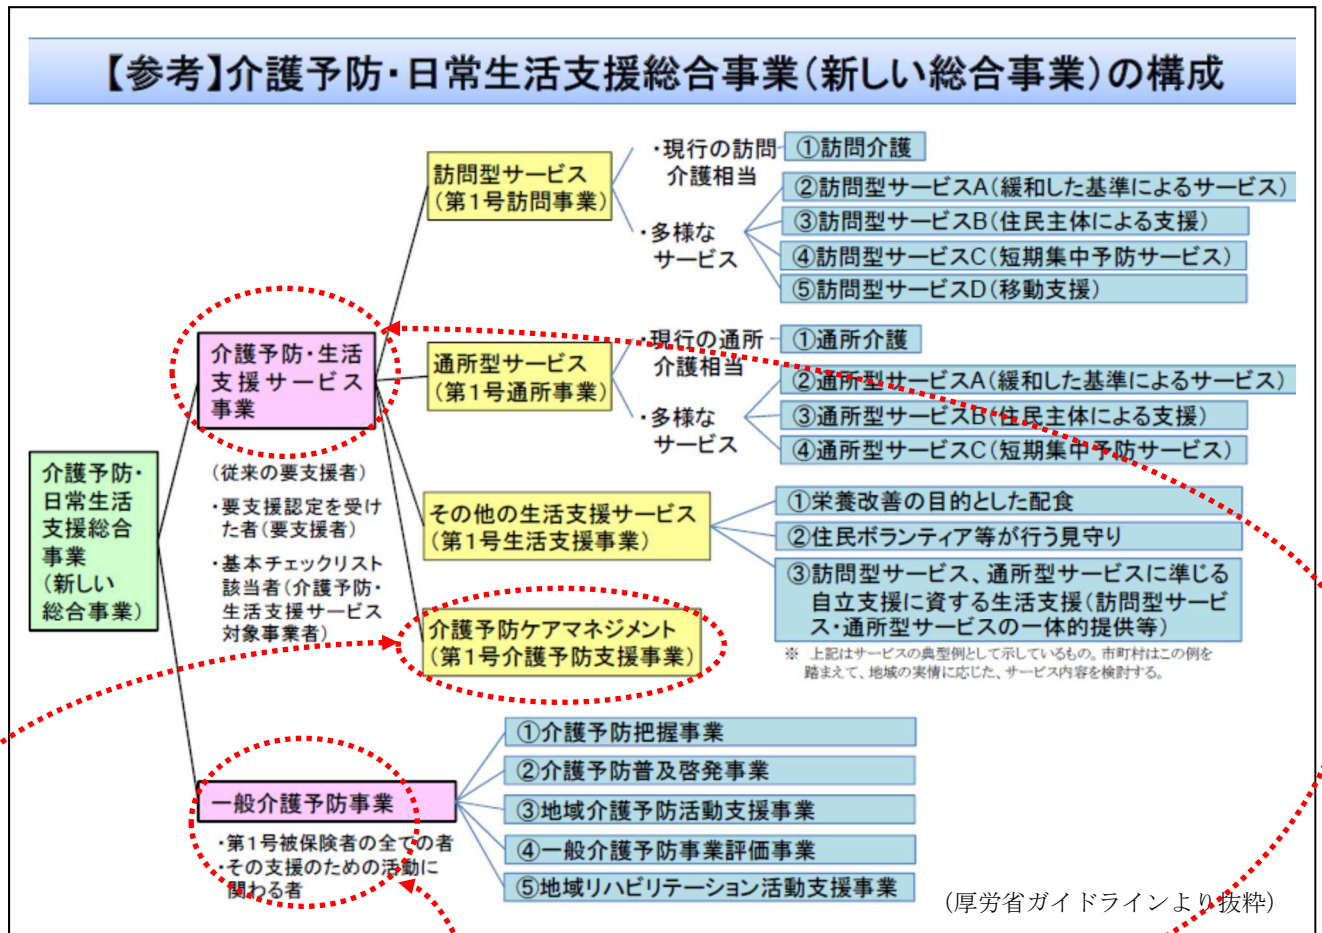 【参考】介護予防・日常生活支援総合事業(新しい総合事業)の構成
介護予防・
日常生活
支援総合
事業
(新しい
総合事業)
介護予防・生活
支援サービス
事業
(従来の要支援者)
・要支援認定を受け
た者(要支援者)
・基本チェックリスト
該当者(介護予防・
生活支援サービス
対象事業者)
訪問型サービス
(第1号訪問事業)
・現行の訪問
介護相当
①訪問介護
・多様な
サービス
②訪問型サービスA(緩和した基準によるサービス)
③訪問型サービスB(住民主体による支援)
④訪問型サービスC(短期集中予防サービス)
⑤訪問型サービスD(移動支援)
通所型サービス
(第1号通所事業)
・現行の通所
介護相当
①通所介護
・多様な
サービス
②通所型サービスA(緩和した基準によるサービス)
③通所型サービスB(住民主体による支援)
④通所型サービスC(短期集中予防サービス)
その他の生活支援サービス
(第1号生活支援事業)
①栄養改善の目的とした配食
②住民ボランティア等が行う見守り
③訪問型サービス、通所型サービスに準じる
自立支援に資する生活支援(訪問型サービ
ス・通所型サービスの一体的提供等)
※ 上記はサービスの典型例として示しているもの。市町村はこの例を
踏まえて、地域の実情に応じた、サービス内容を検討する。
介護予防ケアマネジメント
(第1号介護予防支援事業)
一般介護予防事業
・第1号被保険者の全ての者
・その支援のための活動に
関わる者
①介護予防把握事業
②介護予防普及啓発事業
③地域介護予防活動支援事業
④一般介護予防事業評価事業
⑤地域リハビリテーション活動支援事業
(厚労省ガイドラインより抜粋)